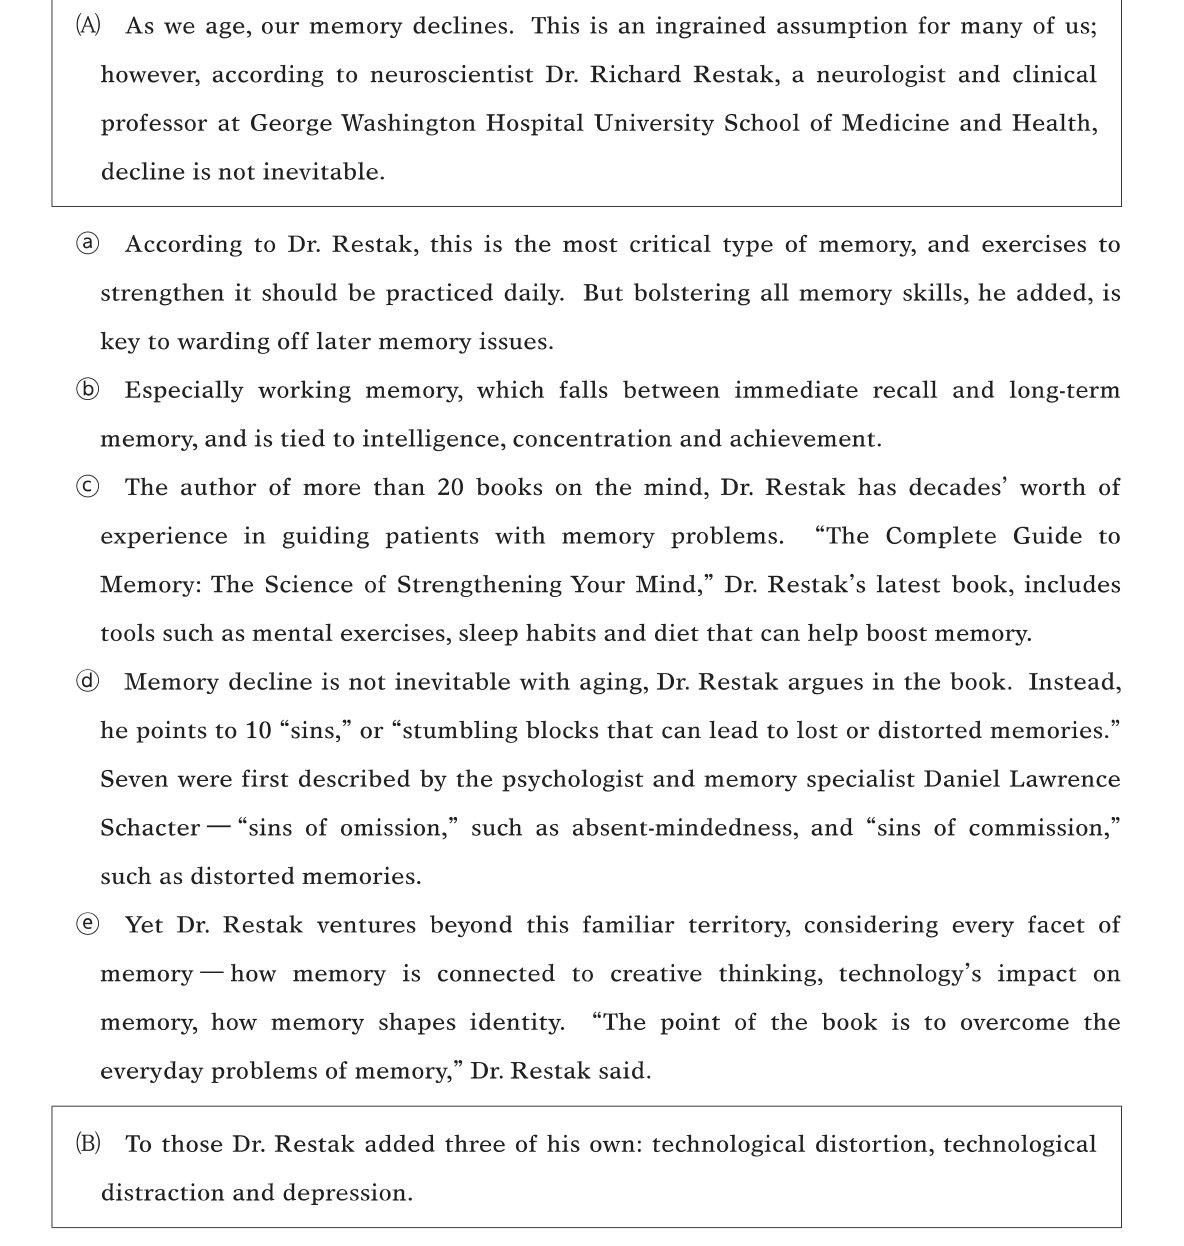 (A) As we age, our memory declines. This is an ingrained assumption for many of us;
however, according to neuroscientist Dr. Richard Restak, a neurologist and clinical
professor at George Washington Hospital University School of Medicine and Health,
decline is not inevitable.
ⓐ According to Dr. Restak, this is the most critical type of memory, and exercises to
strengthen it should be practiced daily. But bolstering all memory skills, he added, is
key to warding off later memory issues.
ⓑ Especially working memory, which falls between immediate recall and long-term
memory, and is tied to intelligence, concentration and achievement.
ⓒ The author of more than 20 books on the mind, Dr. Restak has decades’ worth of
experience in guiding patients with memory problems. “The Complete Guide to
Memory: The Science of Strengthening Your Mind,” Dr. Restak’s latest book, includes
tools such as mental exercises, sleep habits and diet that can help boost memory.
ⓓ Memory decline is not inevitable with aging, Dr. Restak argues in the book. Instead,
he points to 10 “sins,” or “stumbling blocks that can lead to lost or distorted memories.”
Seven were first described by the psychologist and memory specialist Daniel Lawrence
Schacter — “sins of omission,” such as absent-mindedness, and “sins of commission,”
such as distorted memories.
ⓔ Yet Dr. Restak ventures beyond this familiar territory, considering every facet of
memory — how memory is connected to creative thinking, technology’s impact on
memory, how memory shapes identity. “The point of the book is to overcome the
everyday problems of memory,” Dr. Restak said.
(B) To those Dr. Restak added three of his own: technological distortion, technological
distraction and depression.